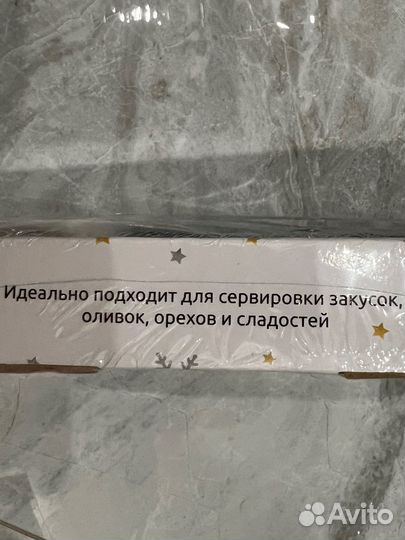 Идеально подходит для сервировки закусок,
оливок, орехов и сладостей
Avito